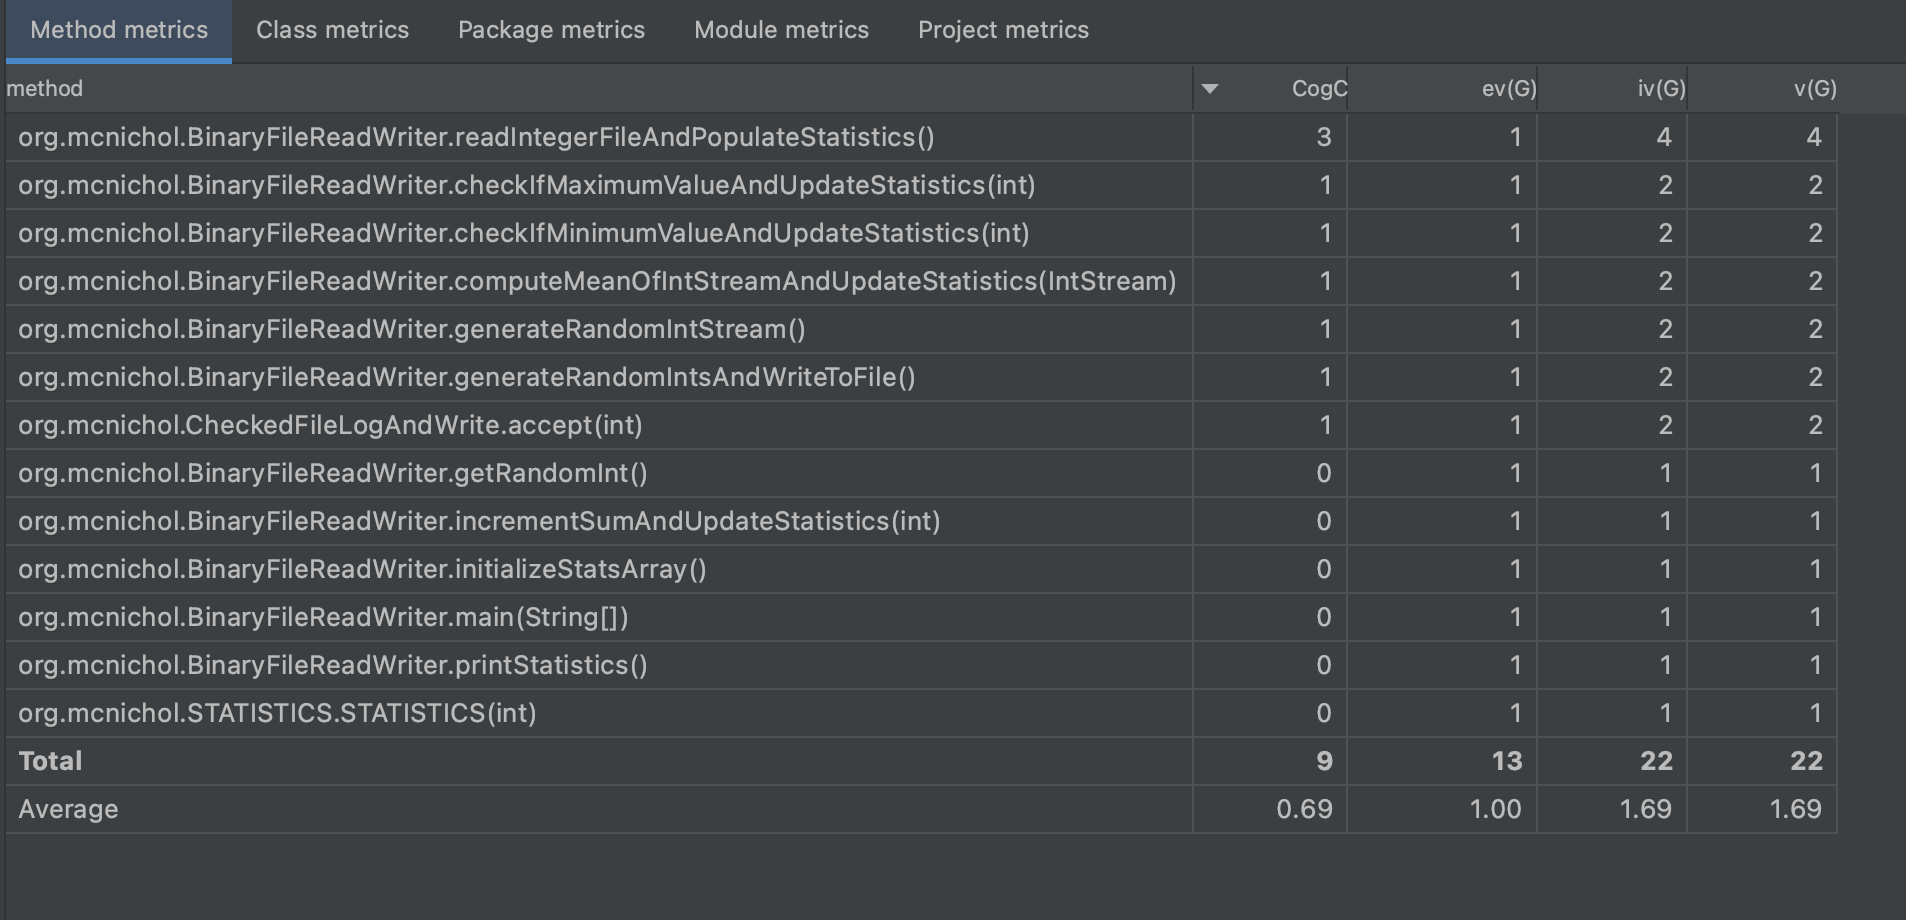 Method metrics Class metrics Package metrics Module metrics Project metrics
method CogC ev(G) iv(G) v(G)
org.mcnichol.BinaryFileReadWriter.readIntegerFileAndPopulateStatistics() 3 1 4 4
org.mcnichol.BinaryFileReadWriter.checkIfMaximumValueAndUpdateStatistics(int) 1 1 2 2
org.mcnichol.BinaryFileReadWriter.checkIfMinimumValueAndUpdateStatistics(int) 1 1 2 2
org.mcnichol.BinaryFileReadWriter.computeMeanOfIntStreamAndUpdateStatistics(IntStream) 1 1 2 2
org.mcnichol.BinaryFileReadWriter.generateRandomIntStream() 1 1 2 2
org.mcnichol.BinaryFileReadWriter.generateRandomIntsAndWriteToFile() 1 1 2 2
org.mcnichol.CheckedFileLogAndWrite.accept(int) 1 1 2 2
org.mcnichol.BinaryFileReadWriter.getRandomInt() 0 1 1 1
org.mcnichol.BinaryFileReadWriter.incrementSumAndUpdateStatistics(int) 0 1 1 1
org.mcnichol.BinaryFileReadWriter.initializeStatsArray() 0 1 1 1
org.mcnichol.BinaryFileReadWriter.main(String[]) 0 1 1 1
org.mcnichol.BinaryFileReadWriter.printStatistics() 0 1 1 1
org.mcnichol.STATISTICS.STATISTICS(int) 0 1 1 1
Total 9 13 22 22
Average 0.69 1.00 1.69 1.69